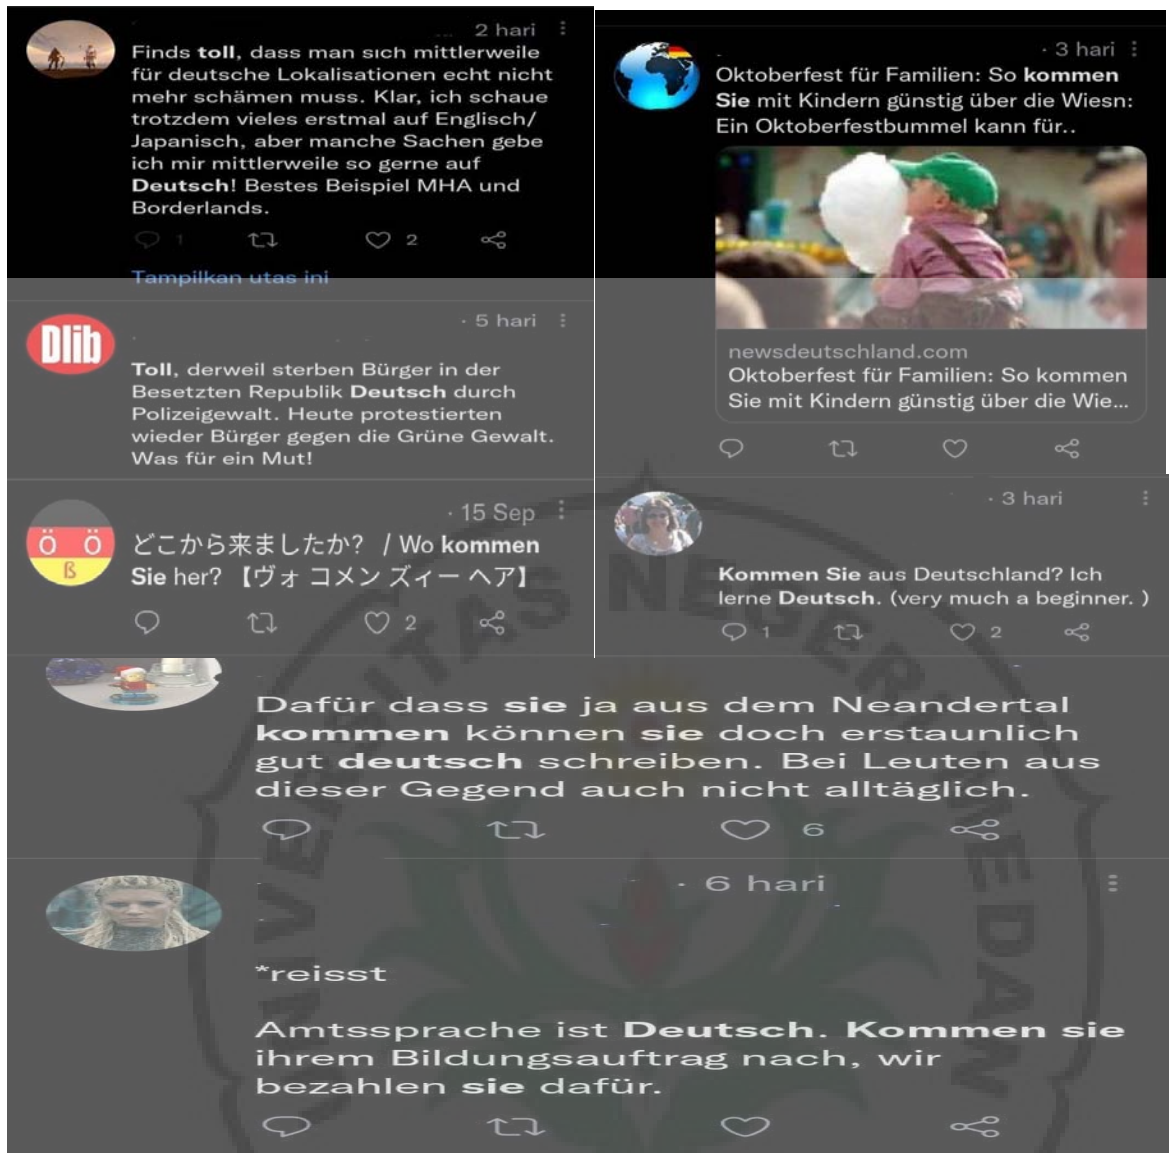 2 hari
Finds toll, dass man sich mittlerweile
für deutsche Lokalisationen echt nicht
mehr schämen muss. Klar, ich schaue
trotzdem vieles erstmal auf Englisch/
Japanisch, aber manche Sachen gebe
ich mir mittlerweile so gerne auf
Deutsch! Bestes Beispiel MHA und
Borderlands.
1 2
Tampilkan utas ini
Dlib
· 5 hari
Toll, derweil sterben Bürger in der
Besetzten Republik Deutsch durch
Polizeigewalt. Heute protestierten
wieder Bürger gegen die Grüne Gewalt.
Was für ein Mut!
· 15 Sep
Ö Ö
ß
どこから来ましたか? / Wo kommen
Sie her? 【ヴォ コメン ズィー ヘア】
2
· 3 hari
Oktoberfest für Familien: So kommen
Sie mit Kindern günstig über die Wiesn:
Ein Oktoberfestbummel kann für..
newsdeutschland.com
Oktoberfest für Familien: So kommen
Sie mit Kindern günstig über die Wie...
· 3 hari
Kommen Sie aus Deutschland? Ich
lerne Deutsch. (very much a beginner. )
1 2
Dafür dass sie ja aus dem Neandertal
kommen können sie doch erstaunlich
gut deutsch schreiben. Bei Leuten aus
dieser Gegend auch nicht alltäglich.
6
· 6 hari
*reisst
Amtssprache ist Deutsch. Kommen sie
ihrem Bildungsauftrag nach, wir
bezahlen sie dafür.
UNIVERSITAS NEGERI MEDAN